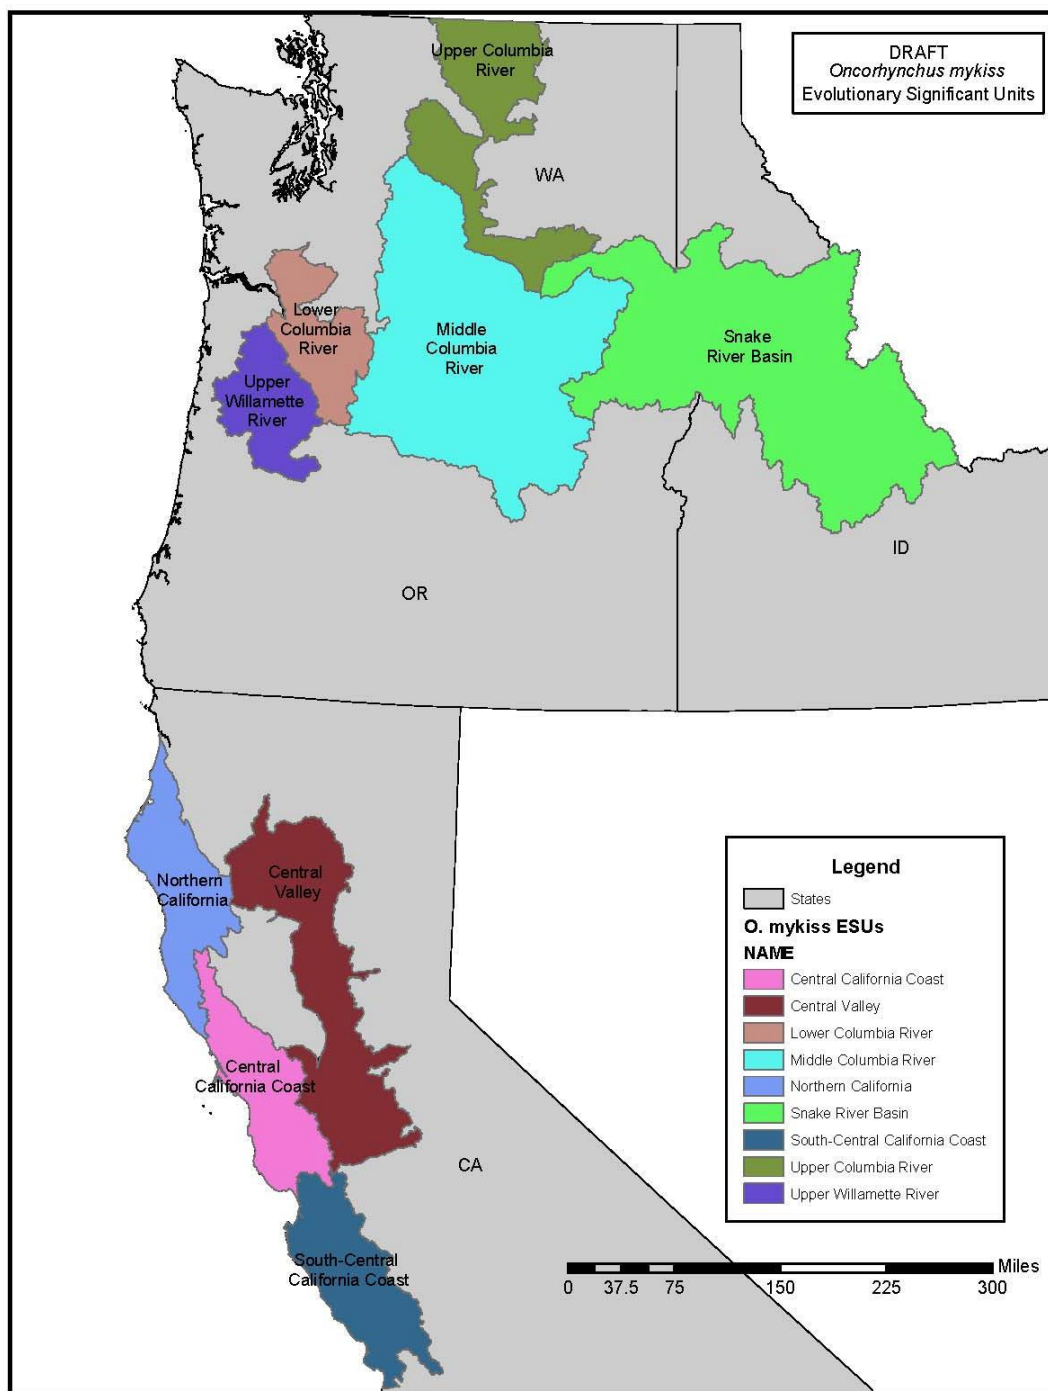 DRAFT
Oncorhynchus mykiss
Evolutionary Significant Units
Upper Columbia
River
WA
Lower
Columbia
River
Middle
Columbia
River
Snake
River Basin
Upper
Willamette
River
ID
OR
Northern
California
Central
Valley
Central
California Coast
CA
South-Central
California Coast
Legend
States
O. mykiss ESUs
NAME
Central California Coast
Central Valley
Lower Columbia River
Middle Columbia River
Northern California
Snake River Basin
South-Central California Coast
Upper Columbia River
Upper Willamette River
Miles
0 37.5 75 150 225 300